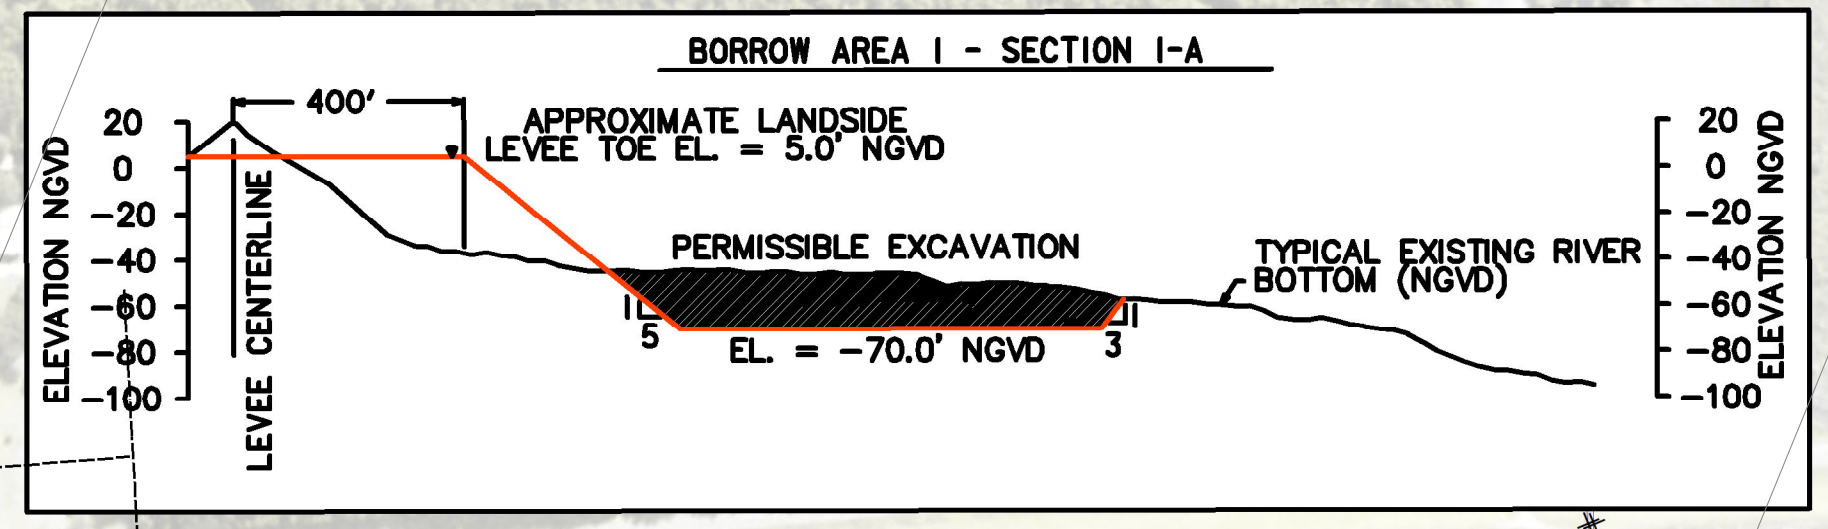 BORROW AREA I - SECTION I-A
400'
APPROXIMATE LANDSIDE
LEVEE TOE EL. = 5.0' NGVD
20
0
-20
-40
-60
-80
-100
ELEVATION NGVD
LEVEE CENTERLINE
PERMISSIBLE EXCAVATION
I
5
EL. = -70.0' NGVD
I
3
TYPICAL EXISTING RIVER
BOTTOM (NGVD)
20
0
-20
-40
-60
-80
-100
ELEVATION NGVD